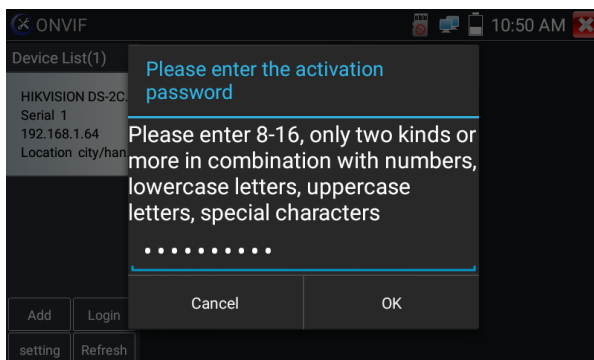 ONVIF
10:50 AM
Device List(1)
HIKVISION DS-2C.
Serial 1
192.168.1.64
Location city/han
Please enter the activation
password
Please enter 8-16, only two kinds or
more in combination with numbers,
lowercase letters, uppercase
letters, special characters
••••••••••
Cancel
OK
Add
Login
setting
Refresh